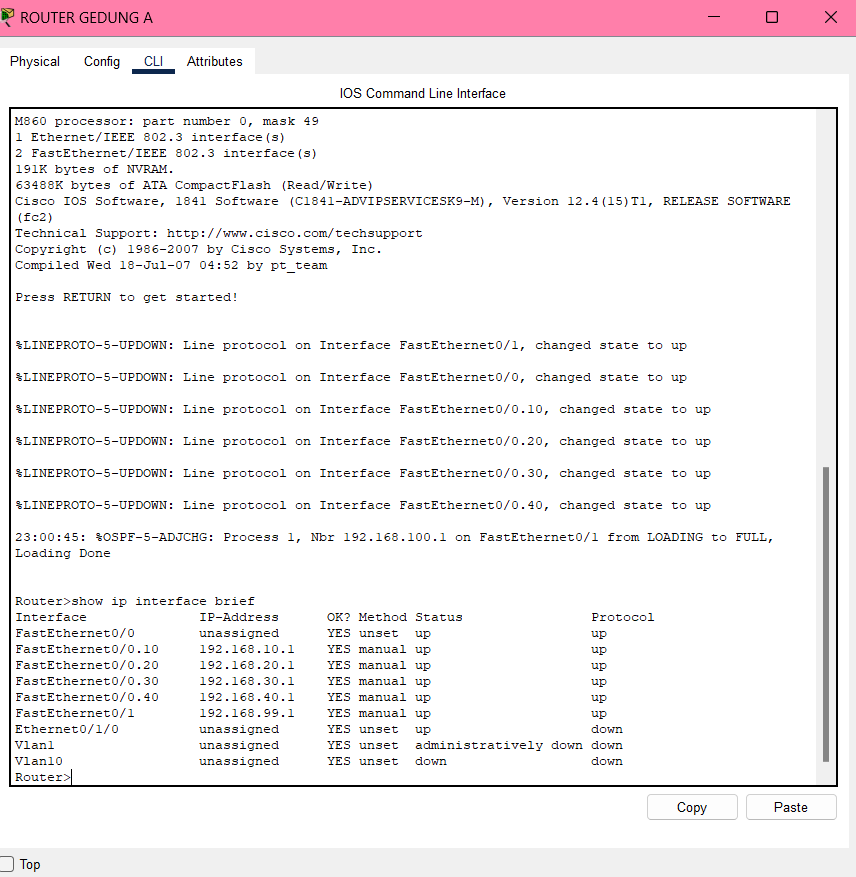 ROUTER GEDUNG A
Physical Config CLI Attributes
IOS Command Line Interface
M860 processor: part number 0, mask 49
1 Ethernet/IEEE 802.3 interface(s)
2 FastEthernet/IEEE 802.3 interface(s)
191K bytes of NVRAM.
63488K bytes of ATA CompactFlash (Read/Write)
Cisco IOS Software, 1841 Software (C1841-ADVIPSERVICESK9-M), Version 12.4(15)T1, RELEASE SOFTWARE
(fc2)
Technical Support: http://www.cisco.com/techsupport
Copyright (c) 1986-2007 by Cisco Systems, Inc.
Compiled Wed 18-Jul-07 04:52 by pt_team
Press RETURN to get started!
%LINEPROTO-5-UPDOWN: Line protocol on Interface FastEthernet0/1, changed state to up
%LINEPROTO-5-UPDOWN: Line protocol on Interface FastEthernet0/0, changed state to up
%LINEPROTO-5-UPDOWN: Line protocol on Interface FastEthernet0/0.10, changed state to up
%LINEPROTO-5-UPDOWN: Line protocol on Interface FastEthernet0/0.20, changed state to up
%LINEPROTO-5-UPDOWN: Line protocol on Interface FastEthernet0/0.30, changed state to up
%LINEPROTO-5-UPDOWN: Line protocol on Interface FastEthernet0/0.40, changed state to up
23:00:45: %OSPF-5-ADJCHG: Process 1, Nbr 192.168.100.1 on FastEthernet0/1 from LOADING to FULL,
Loading Done
Router>show ip interface brief
Interface IP-Address OK? Method Status Protocol
FastEthernet0/0 unassigned YES unset up up
FastEthernet0/0.10 192.168.10.1 YES manual up up
FastEthernet0/0.20 192.168.20.1 YES manual up up
FastEthernet0/0.30 192.168.30.1 YES manual up up
FastEthernet0/0.40 192.168.40.1 YES manual up up
FastEthernet0/1 192.168.99.1 YES manual up up
Ethernet0/1/0 unassigned YES unset up down
Vlan1 unassigned YES unset administratively down down
Vlan10 unassigned YES unset down down
Router>
Copy Paste
Top